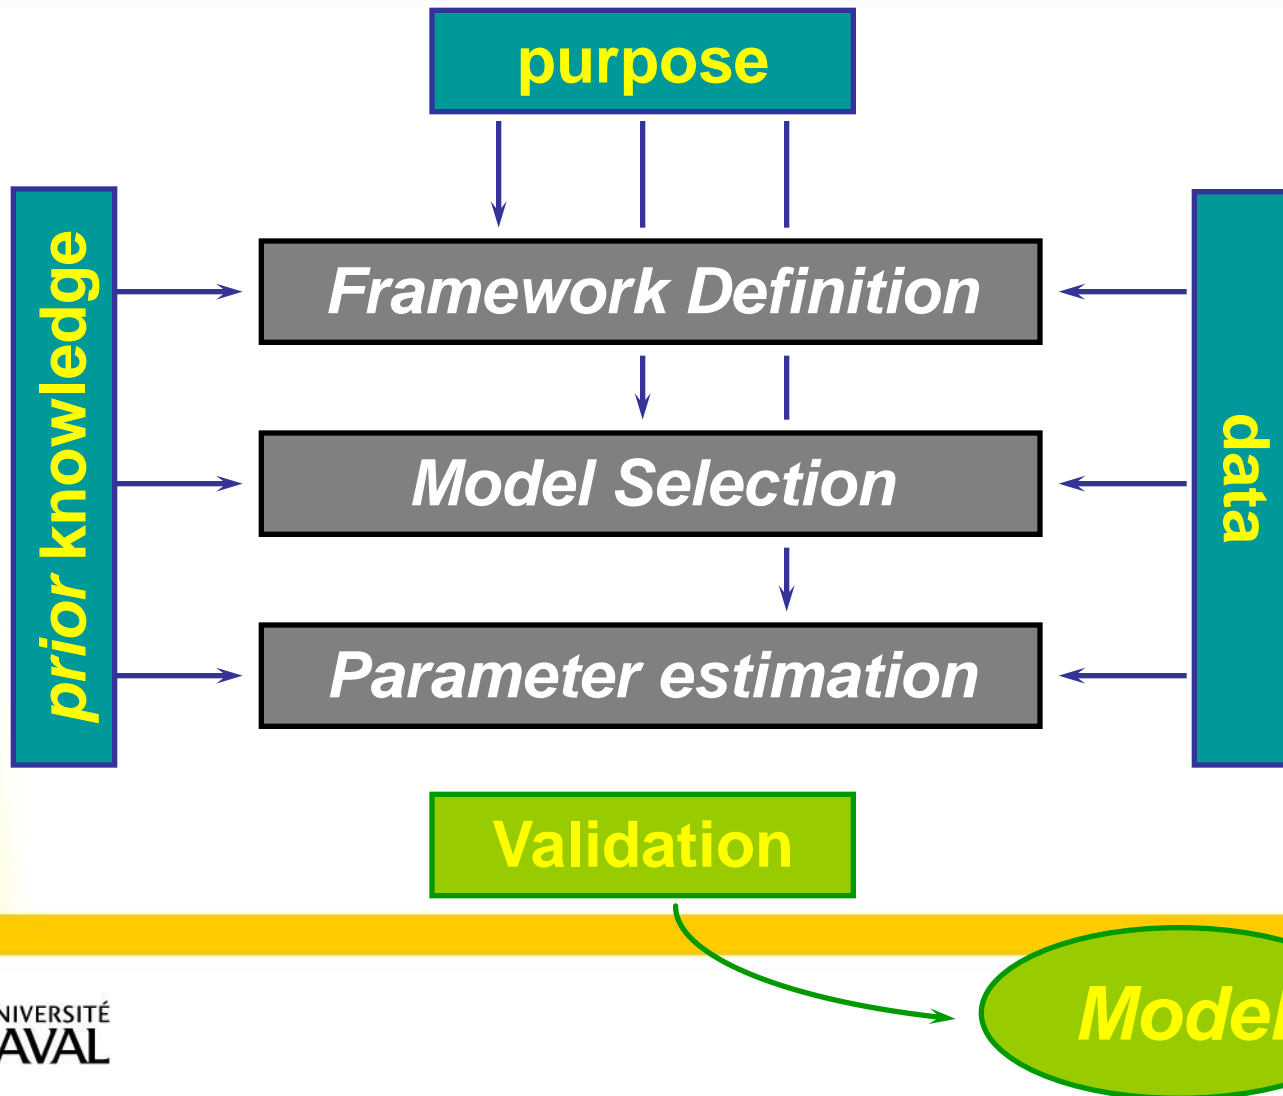 purpose
prior knowledge
Framework Definition
data
Model Selection
Parameter estimation
Validation
Model
NIVERSITÉ
AVAL